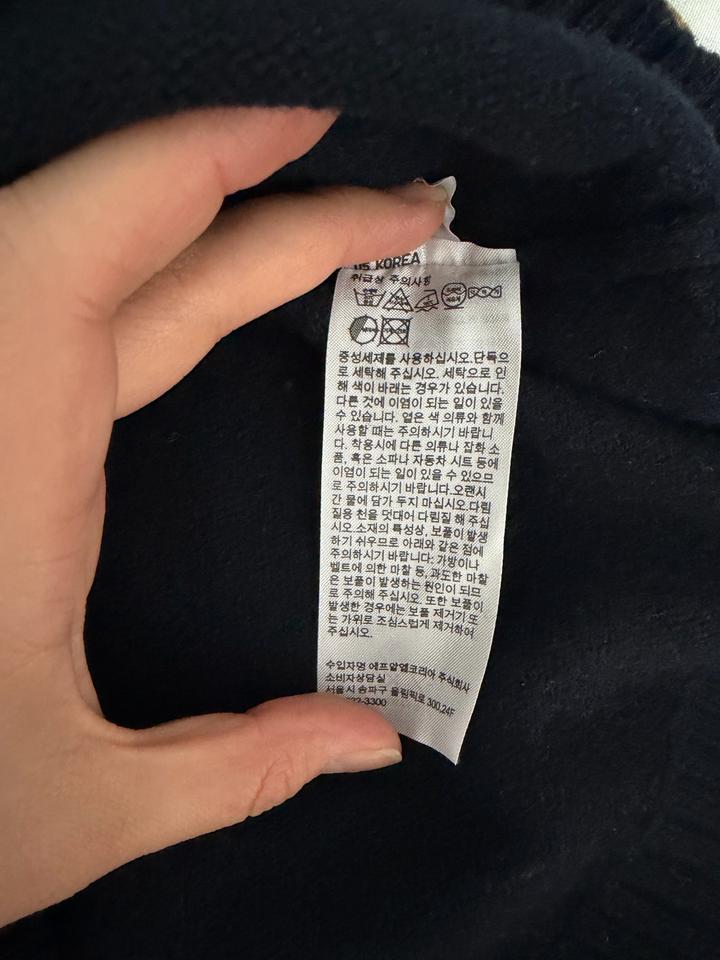 05 KOREA
취급상 주의사항
중성세제를 사용하십시오.단독으
로 세탁해 주십시오. 세탁으로 인
해 색이 바래는 경우가 있습니다.
다른 것에 이염이 되는 일이 있을
수 있습니다. 옅은 색 의류와 함께
사용할 때는 주의하시기 바랍니
다. 착용시에 다른 의류나 잡화 소
품, 혹은 소파나 자동차 시트 등에
이염이 되는 일이 있을 수 있으므
로 주의하시기 바랍니다.오랜시
간 물에 담가 두지 마십시오.다림
질용 천을 덧대어 다림질 해 주십
시오.소재의 특성상, 보풀이 발생
하기 쉬우므로 아래와 같은 점에
주의하시기 바랍니다: 가방이나
벨트에 의한 마찰 등, 과도한 마찰
은 보풀이 발생하는 원인이 되므
로 주의해 주십시오. 또한 보풀이
발생한 경우에는 보풀 제거기 또
는 가위로 조심스럽게 제거하여
주십시오.
수입자명 에프알엘코리아 주식회사
소비자상담실
서울시 송파구 올림픽로 300,24F
-3300